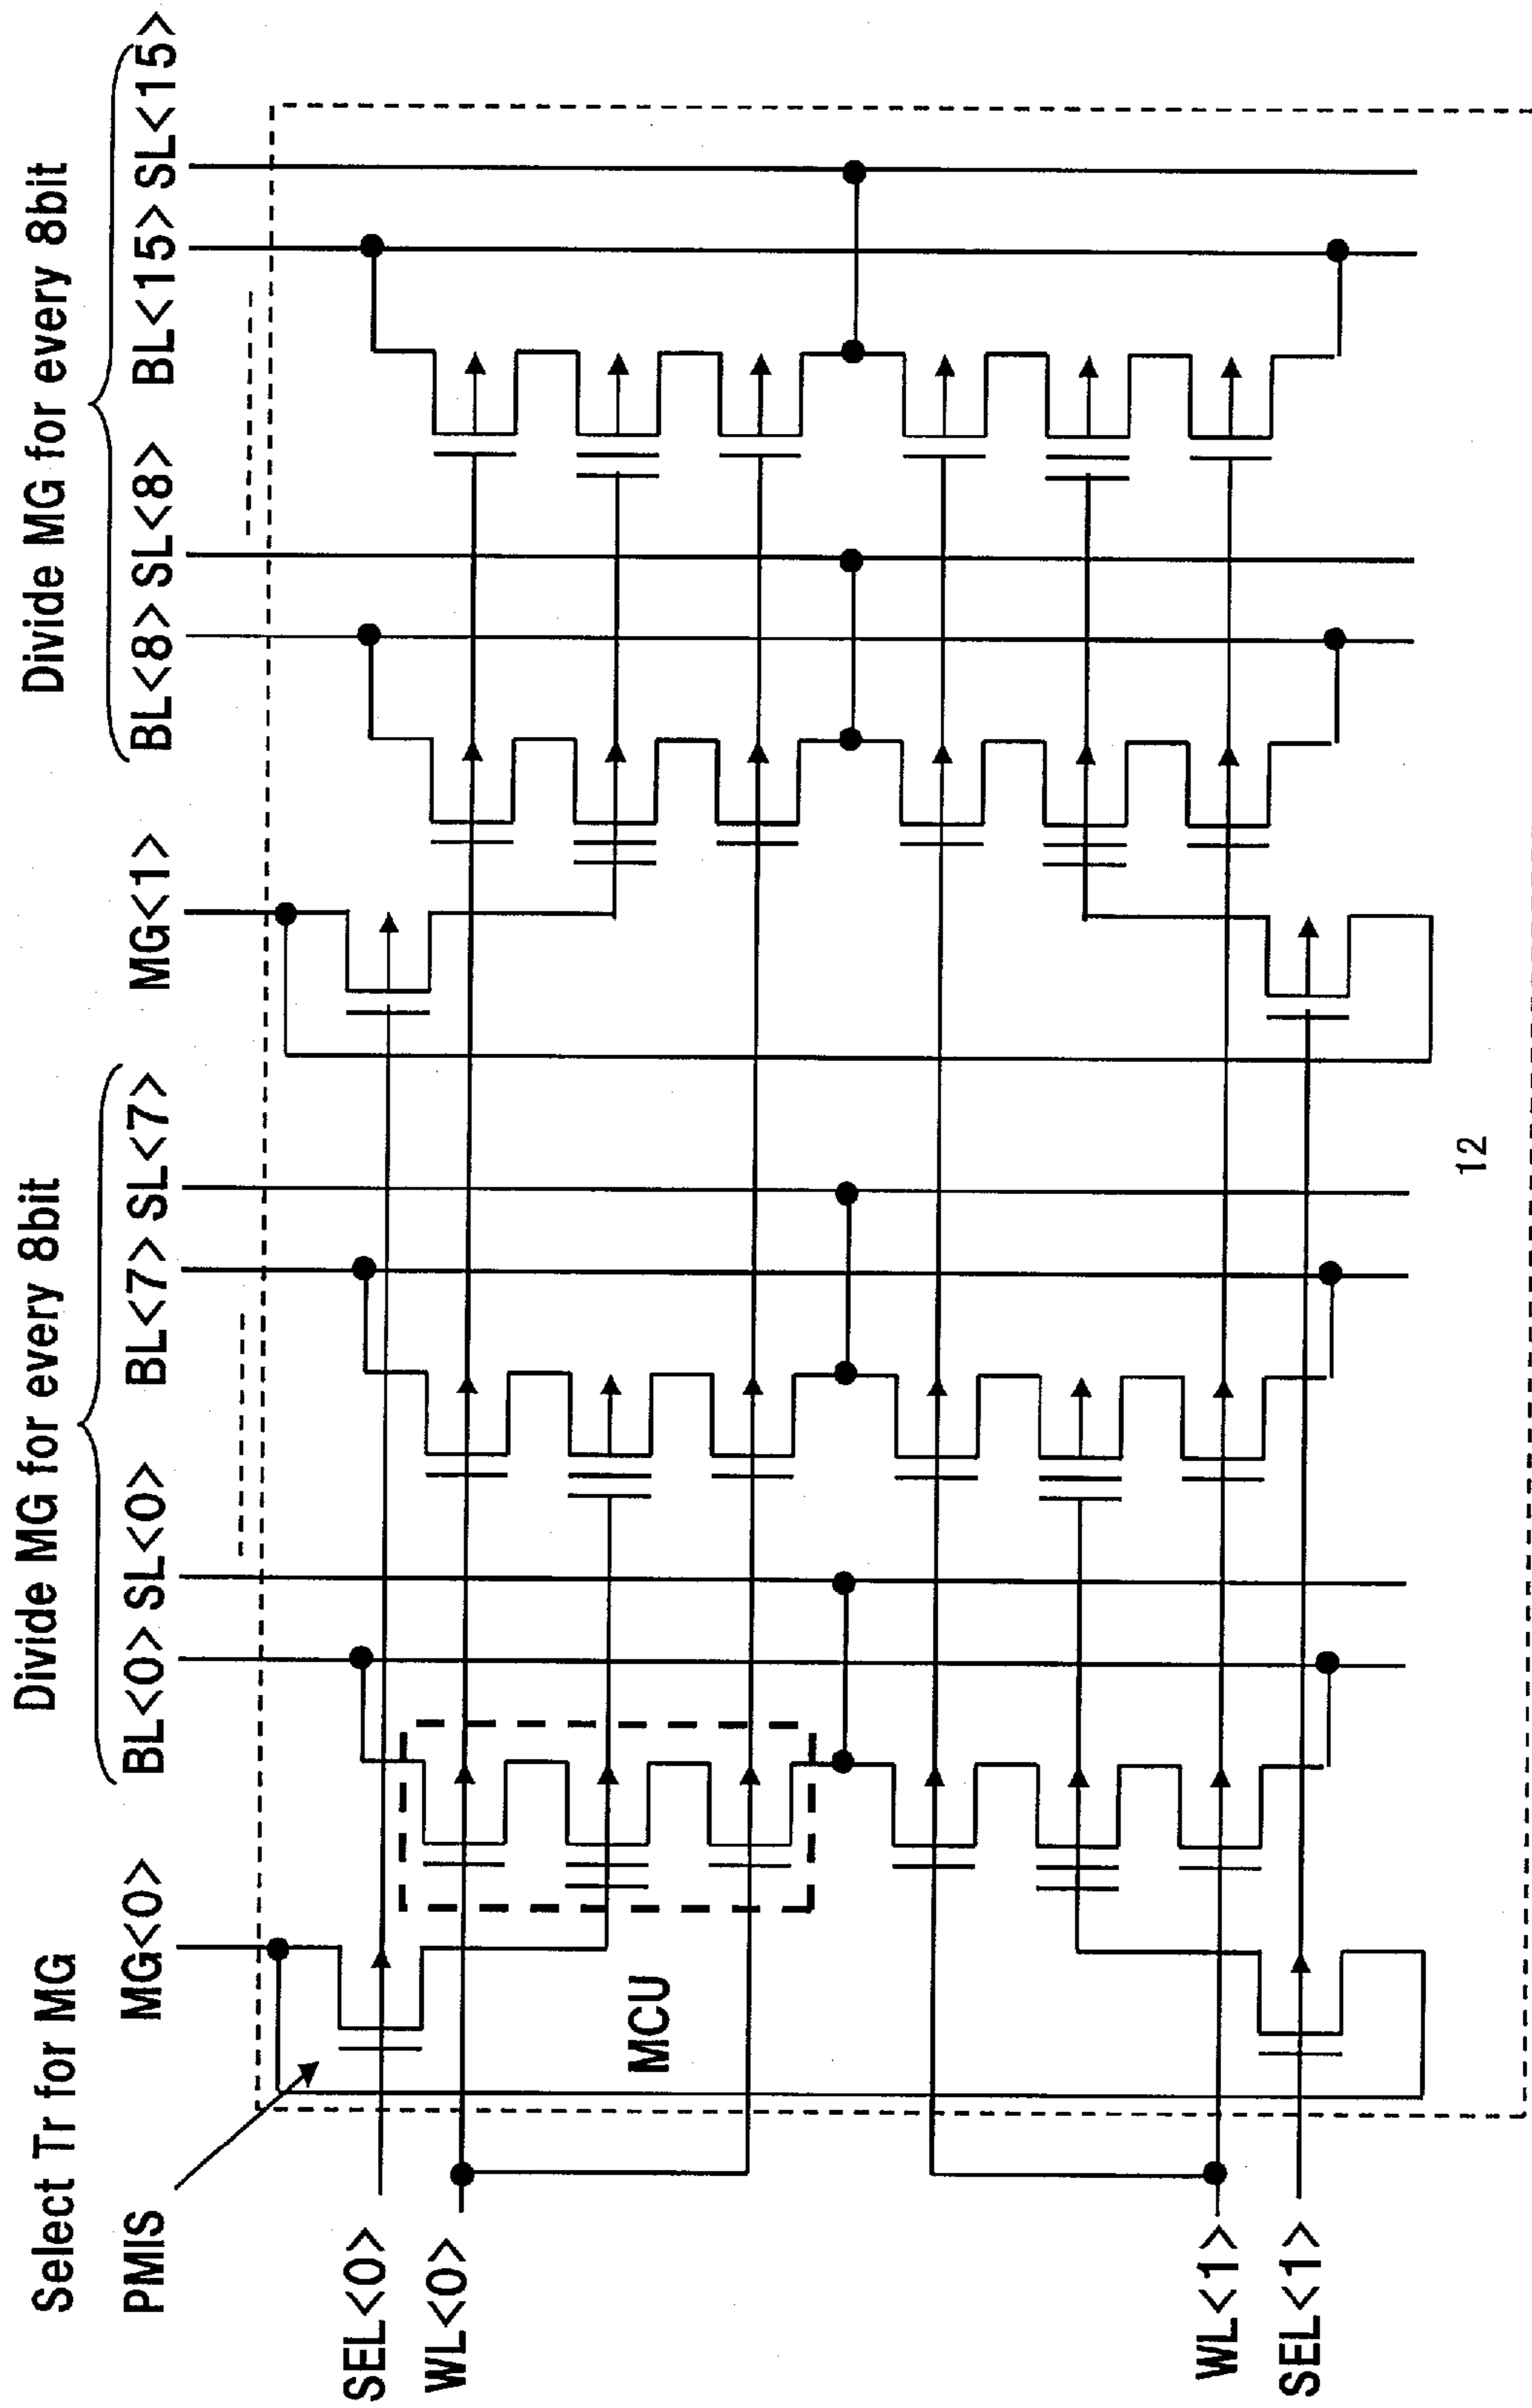 Select Tr for MG
Divide MG for every 8bit
Divide MG for every 8bit
PMIS
MG<0>
BL<0> SL<0>
BL<7> SL<7>
MG<1>
BL<8> SL<8>
BL<15> SL<15>
SEL<0>
WL<0>
MCU
WL<1>
SEL<1>
12